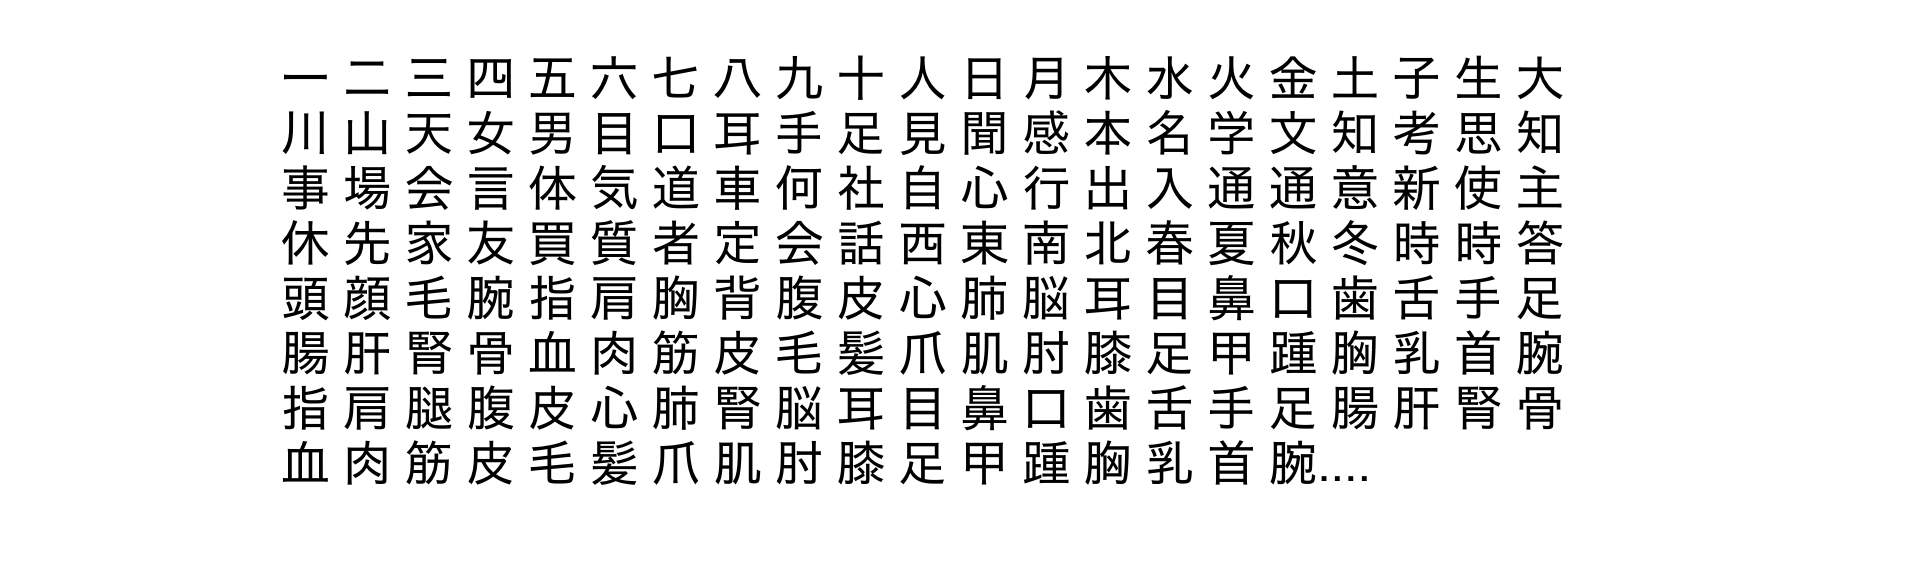 一 二 三 四 五 六 七 八 九 十 人 日 月 木 水 火 金 土 子 生 大
川 山 天 女 男 目 口 耳 手 足 見 聞 感 本 名 学 文 知 考 思 知
事 場 会 言 体 気 道 車 何 社 自 心 行 出 入 通 通 意 新 使 主
休 先 家 友 買 質 者 定 会 話 西 東 南 北 春 夏 秋 冬 時 時 答
頭 顔 毛 腕 指 肩 胸 背 腹 皮 心 肺 脳 耳 目 鼻 口 歯 舌 手 足
腸 肝 腎 骨 血 肉 筋 皮 毛 髪 爪 肌 肘 膝 足 甲 踵 胸 乳 首 腕
指 肩 腿 腹 皮 心 肺 腎 脳 耳 目 鼻 口 歯 舌 手 足 腸 肝 腎 骨
血 肉 筋 皮 毛 髪 爪 肌 肘 膝 足 甲 踵 胸 乳 首 腕....